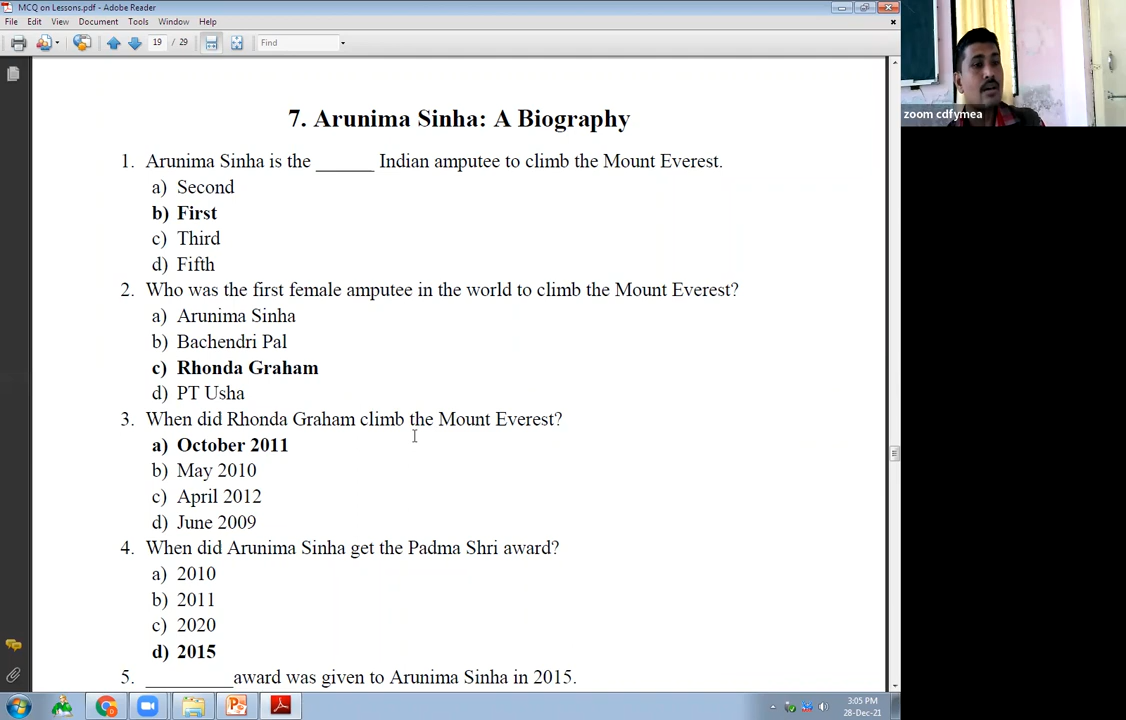 MCQ on Lessons.pdf - Adobe Reader
File Edit View Document Tools Window Help
19 / 29 Find
zoom cdfymea
7. Arunima Sinha: A Biography
1. Arunima Sinha is the ______ Indian amputee to climb the Mount Everest.
a) Second
b) First
c) Third
d) Fifth
2. Who was the first female amputee in the world to climb the Mount Everest?
a) Arunima Sinha
b) Bachendri Pal
c) Rhonda Graham
d) PT Usha
3. When did Rhonda Graham climb the Mount Everest?
a) October 2011
b) May 2010
c) April 2012
d) June 2009
4. When did Arunima Sinha get the Padma Shri award?
a) 2010
b) 2011
c) 2020
d) 2015
5. _________ award was given to Arunima Sinha in 2015.
3:05 PM
28-Dec-21